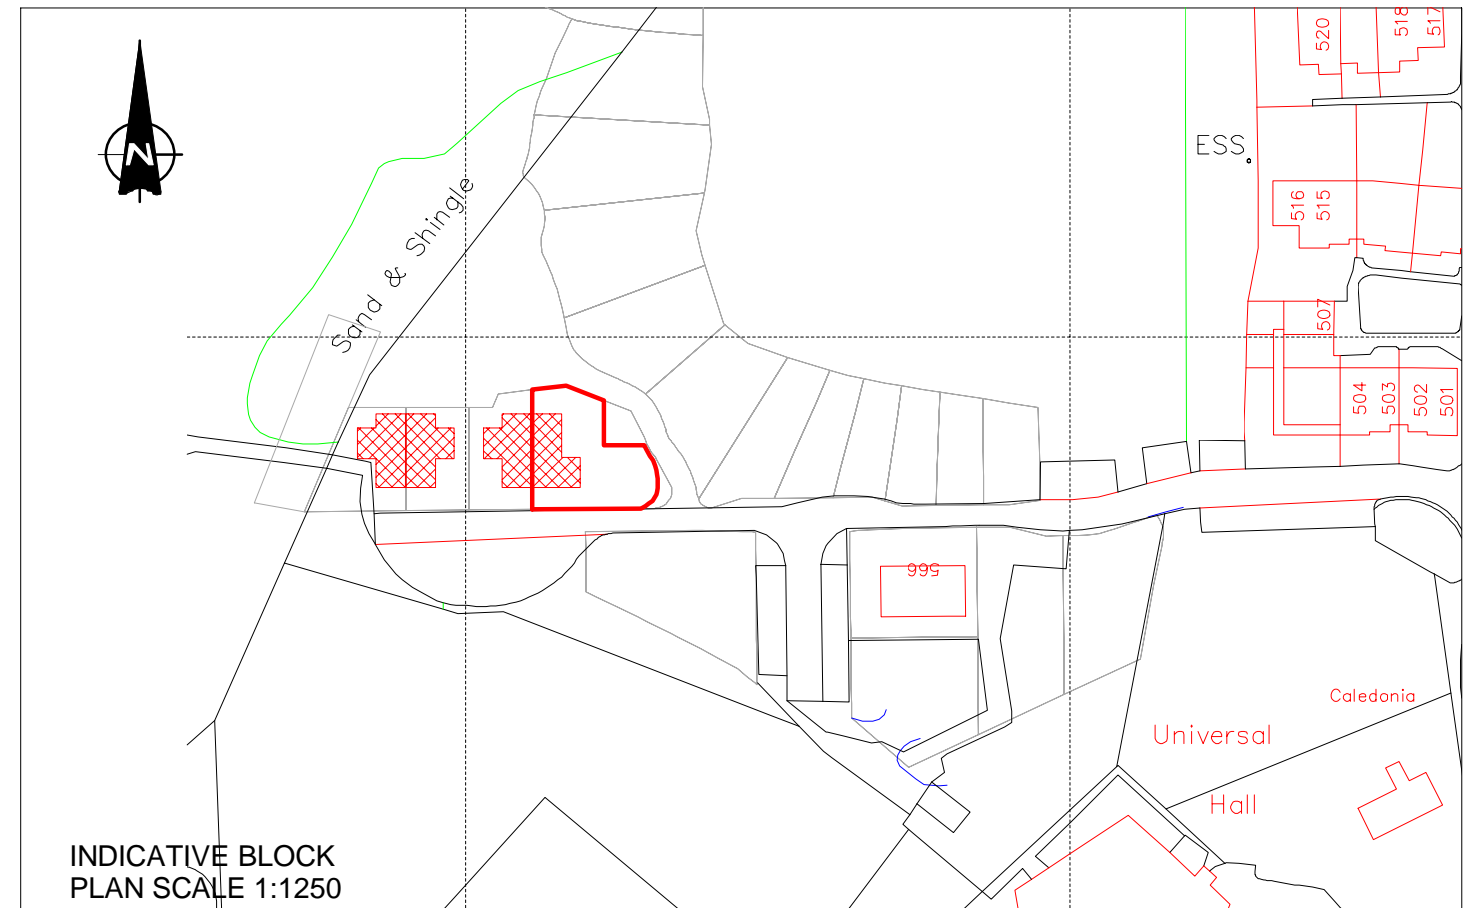 520
518
517
N
ESS
Sand & Shingle
516
515
507
504
503
502
501
566
Caledonia
Universal
Hall
INDICATIVE BLOCK
PLAN SCALE 1:1250